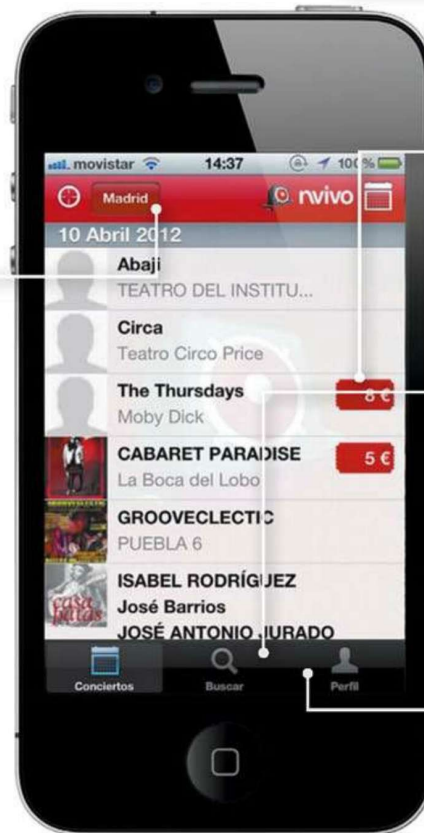 movistar 14:37 100 %
Madrid nvivo
10 Abril 2012
Abaji
TEATRO DEL INSTITU...
Circa
Teatro Circo Price
The Thursdays 8 €
Moby Dick
CABARET PARADISE 5 €
La Boca del Lobo
GROOVECLECTIC
PUEBLA 6
ISABEL RODRÍGUEZ
José Barrios
JOSÉ ANTONIO JURADO
casa
patas
Conciertos Buscar Perfil